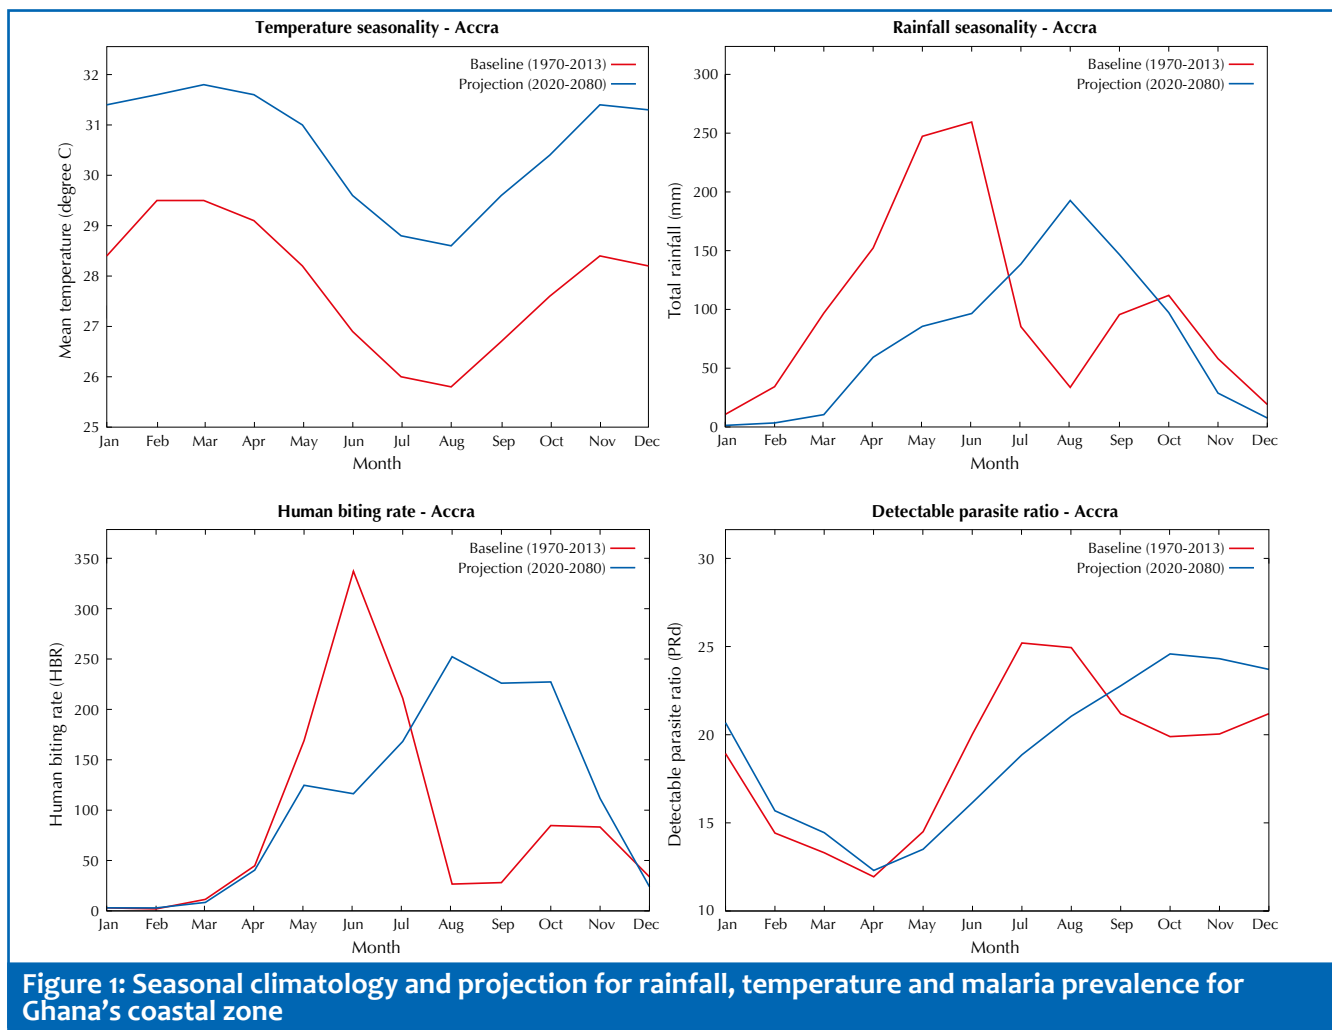 Temperature seasonality - Accra
Baseline (1970-2013)
Projection (2020-2080)
Mean temperature (degree C)
32
31
30
29
28
27
26
25
Jan Feb Mar Apr May Jun Jul Aug Sep Oct Nov Dec
Month
Rainfall seasonality - Accra
Baseline (1970-2013)
Projection (2020-2080)
Total rainfall (mm)
300
250
200
150
100
50
0
Jan Feb Mar Apr May Jun Jul Aug Sep Oct Nov Dec
Month
Human biting rate - Accra
Baseline (1970-2013)
Projection (2020-2080)
Human biting rate (HBR)
350
300
250
200
150
100
50
0
Jan Feb Mar Apr May Jun Jul Aug Sep Oct Nov Dec
Month
Detectable parasite ratio - Accra
Baseline (1970-2013)
Projection (2020-2080)
Detectable parasite ratio (PRd)
30
25
20
15
10
Jan Feb Mar Apr May Jun Jul Aug Sep Oct Nov Dec
Month
Figure 1: Seasonal climatology and projection for rainfall, temperature and malaria prevalence for
Ghana's coastal zone